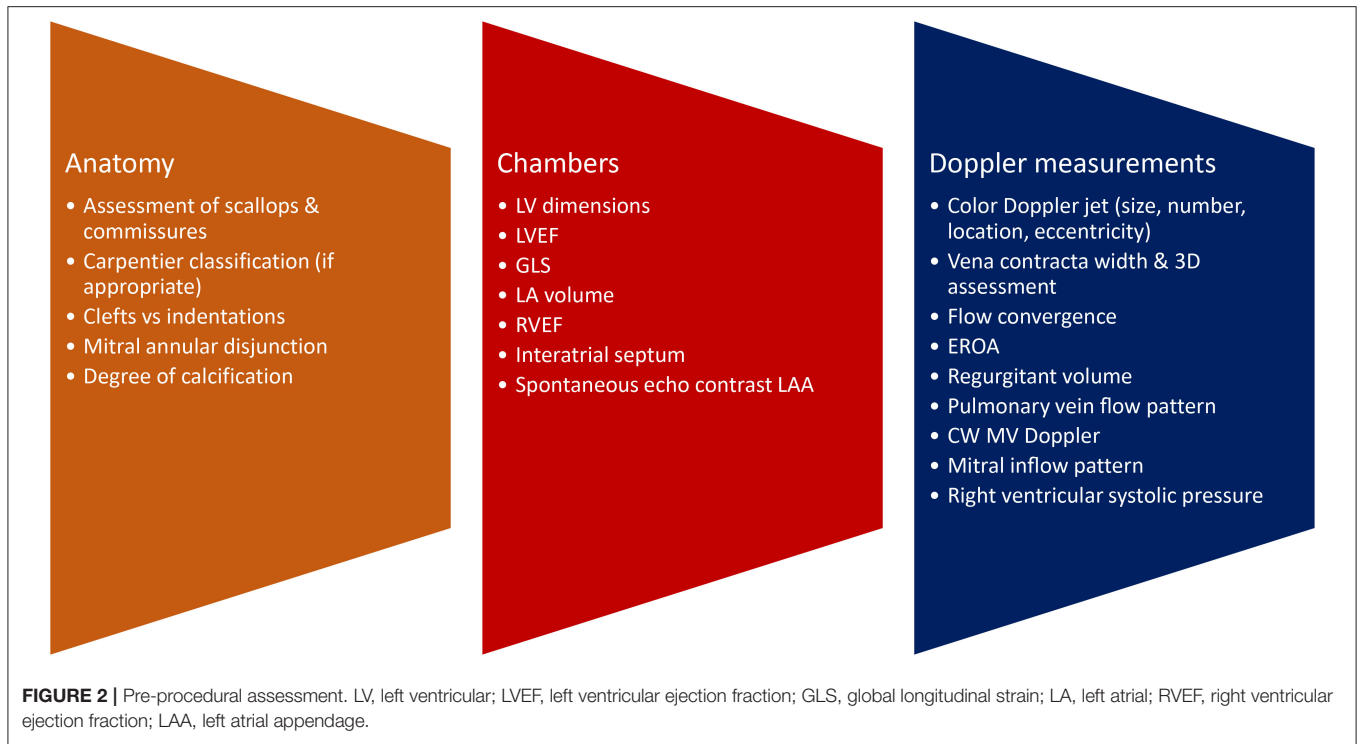 Anatomy
• Assessment of scallops &
commissures
• Carpentier classification (if
appropriate)
• Clefts vs indentations
• Mitral annular disjunction
• Degree of calcification
Chambers
• LV dimensions
• LVEF
• GLS
• LA volume
• RVEF
• Interatrial septum
• Spontaneous echo contrast LAA
Doppler measurements
• Color Doppler jet (size, number,
location, eccentricity)
• Vena contracta width & 3D
assessment
• Flow convergence
• EROA
• Regurgitant volume
• Pulmonary vein flow pattern
• CW MV Doppler
• Mitral inflow pattern
• Right ventricular systolic pressure
FIGURE 2 | Pre-procedural assessment. LV, left ventricular; LVEF, left ventricular ejection fraction; GLS, global longitudinal strain; LA, left atrial; RVEF, right ventricular
ejection fraction; LAA, left atrial appendage.